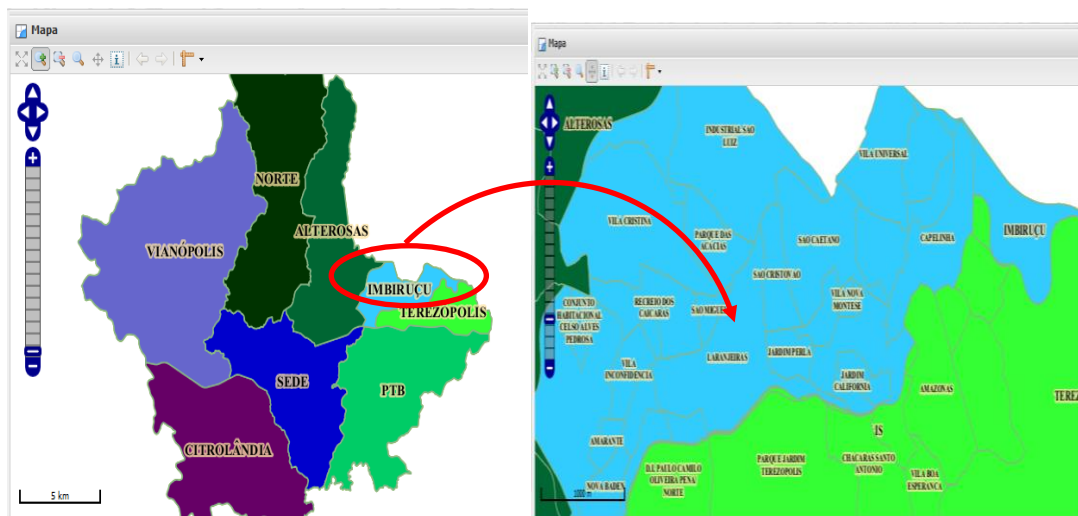 Mapa
NORTE
ALTEROSAS
VIANÓPOLIS
IMBIRUÇU
TEREZOPOLIS
SEDE
PTB
CITROLÂNDIA
5 km
Mapa
ALTEROSAS
INDUSTRIAL SAO
LUIZ
VILA UNIVERSAL
VILA CRISTINA
PARQUE DAS
ACACIAS
SAO CAETANO
CAPELINHA
IMBIRUÇU
SAO CRISTOVAO
CONJUNTO
HABITACIONAL
CELSO ALVES
PEDROSA
RECREIO DOS
CAICARAS
SAO MIGUE
VILA NOVA
MONTESE
VILA
INCONFIDENCIA
LARANJEIRAS
JARDIM PERLA
JARDIM
CALIFORNIA
AMAZONAS
TEREZ
IS
AMARANTE
D.I. PAULO CAMILO
OLIVEIRA PENA
NORTE
PARQUE JARDIM
TEREZOPOLIS
CHACARAS SANTO
ANTONIO
VILA BOA
ESPERANCA
NOVA BADEN
1000 m